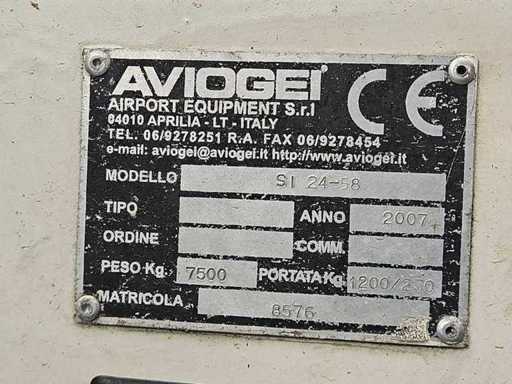 AVIOGEI
CE
AIRPORT EQUIPMENT S.r.l
04010 APRILIA - LT - ITALY
TEL. 06/9278251 R.A. FAX 06/9278454
e-mail: aviogei@aviogei.it http://www.aviogei.it
MODELLO SI 24-58
TIPO ANNO 2007
ORDINE COMM.
PESO Kg. 7500 PORTATA Kg.
MATRICOLA 8576